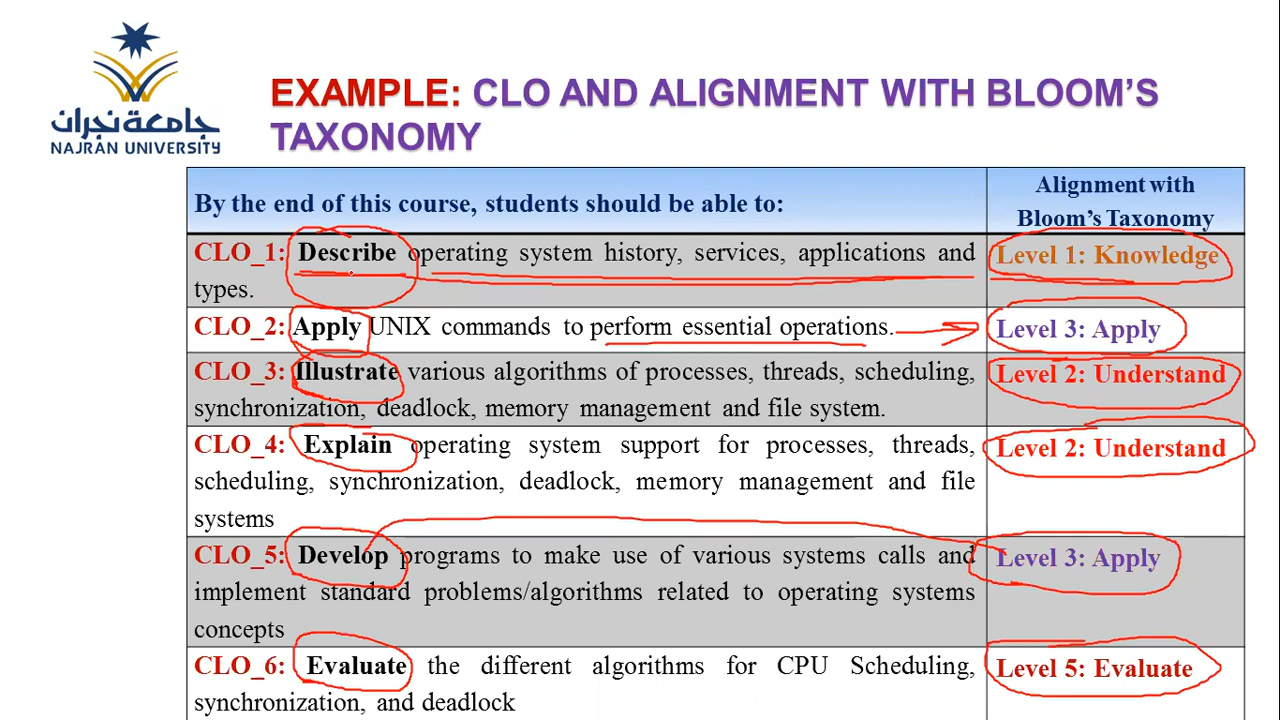 جامعة نجران
NAJRAN UNIVERSITY
EXAMPLE: CLO AND ALIGNMENT WITH BLOOM'S
TAXONOMY
By the end of this course, students should be able to:
Alignment with
Bloom's Taxonomy
CLO_1: Describe operating system history, services, applications and
types.
Level 1: Knowledge
CLO_2: Apply UNIX commands to perform essential operations.
Level 3: Apply
CLO_3: Illustrate various algorithms of processes, threads, scheduling,
synchronization, deadlock, memory management and file system.
Level 2: Understand
CLO_4: Explain operating system support for processes, threads,
scheduling, synchronization, deadlock, memory management and file
systems
Level 2: Understand
CLO_5: Develop programs to make use of various systems calls and
implement standard problems/algorithms related to operating systems
concepts
Level 3: Apply
CLO_6: Evaluate the different algorithms for CPU Scheduling,
synchronization, and deadlock
Level 5: Evaluate